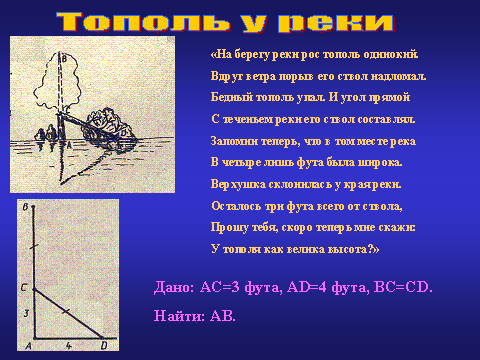 Тополь у реки
«На берегу реки рос тополь одинокий.
Вдруг ветра порыв его ствол надломал.
Бедный тополь упал. И угол прямой
С теченьем реки его ствол составлял.
Запомни теперь, что в том месте река
В четыре лишь фута была широка.
Верхушка склонилась у края реки.
Осталось три фута всего от ствола,
Прошу тебя, скоро теперь мне скажи:
У тополя как велика высота?»
Дано: АС=3 фута, AD=4 фута, BC=CD.
Найти: АВ.
B
B
C
3
A
4
D